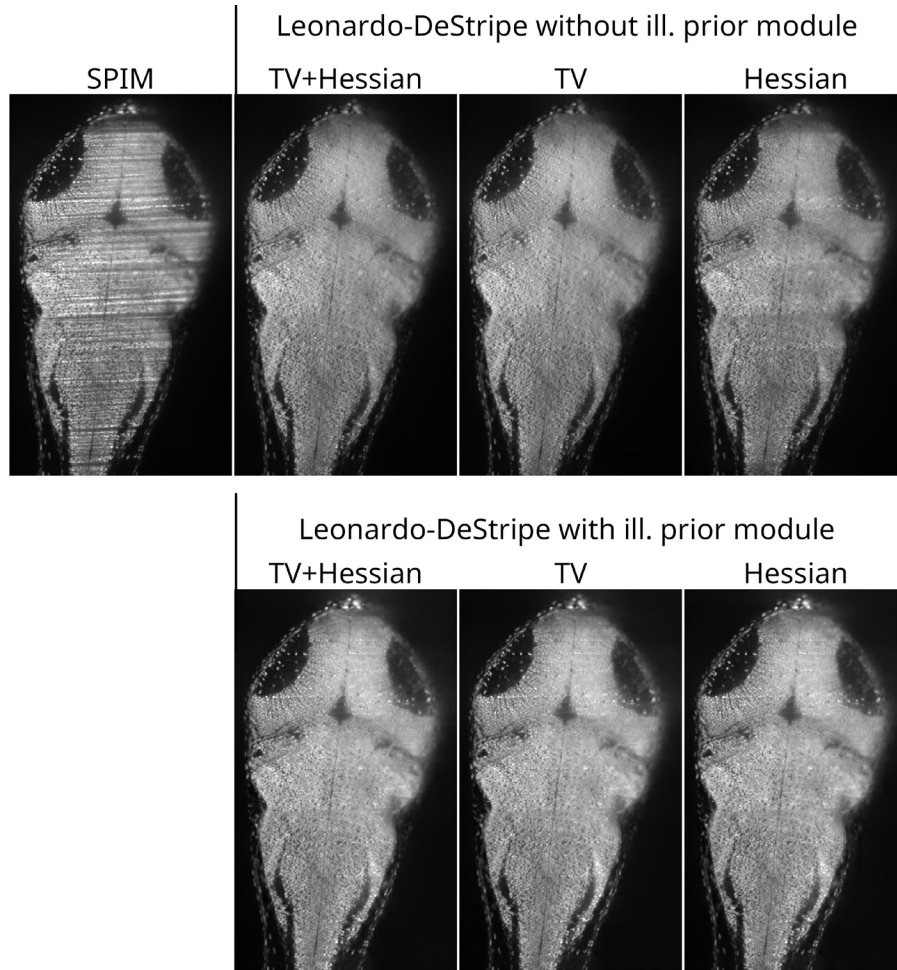 Leonardo-DeStripe without ill. prior module
SPIM
TV+Hessian
TV
Hessian
Leonardo-DeStripe with ill. prior module
TV+Hessian
TV
Hessian